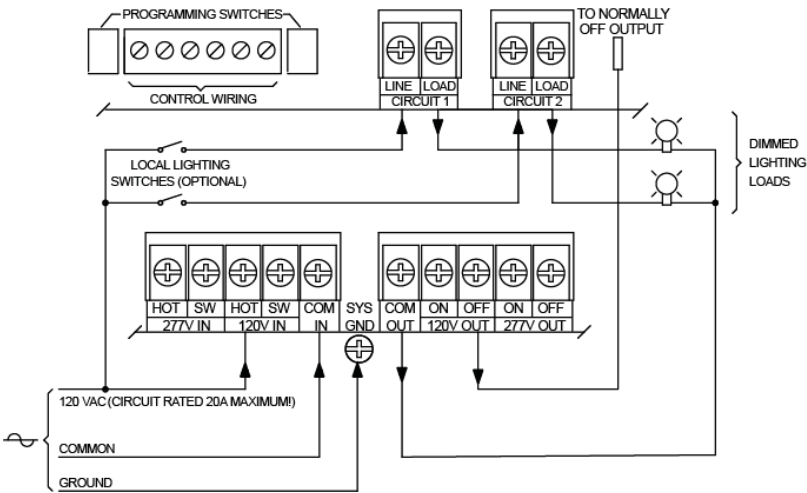 PROGRAMMING SWITCHES
CONTROL WIRING
LINE LOAD
CIRCUIT 1
LINE LOAD
CIRCUIT 2
TO NORMALLY
OFF OUTPUT
LOCAL LIGHTING
SWITCHES (OPTIONAL)
DIMMED
LIGHTING
LOADS
HOT SW HOT SW COM
277V IN 120V IN IN
SYS
GND
COM ON OFF ON OFF
OUT 120V OUT 277V OUT
120 VAC (CIRCUIT RATED 20A MAXIMUM!)
COMMON
GROUND